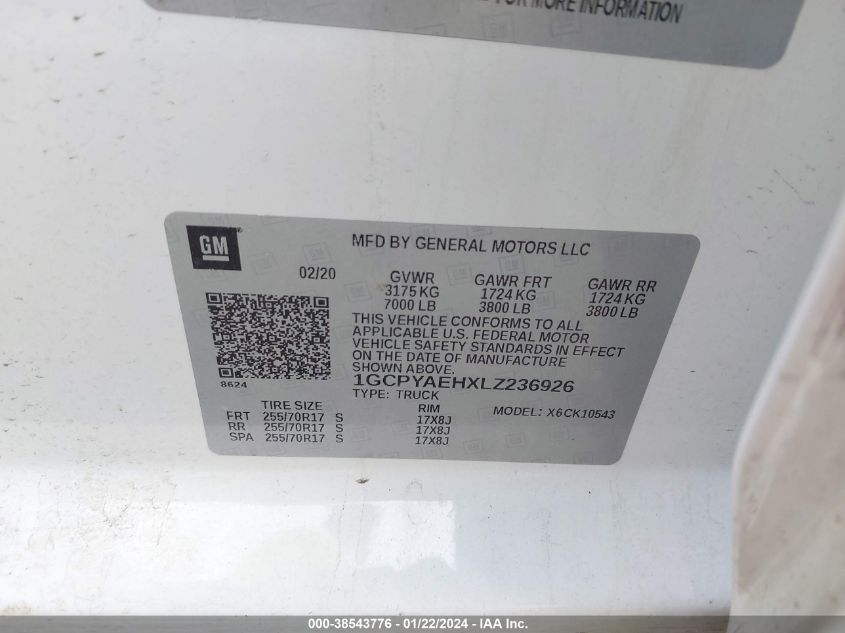 FOR MORE INFORMATION
GM
MFD BY GENERAL MOTORS LLC
02/20
GVWR GAWR FRT GAWR RR
3175 KG 1724 KG 1724 KG
7000 LB 3800 LB 3800 LB
THIS VEHICLE CONFORMS TO ALL
APPLICABLE U.S. FEDERAL MOTOR
VEHICLE SAFETY STANDARDS IN EFFECT
ON THE DATE OF MANUFACTURE
SHOWN ABOVE.
8624
1GCPYAEHXLZ236926
TYPE: TRUCK
MODEL: X6CK10543
TIRE SIZE RIM
FRT 255/70R17 S 17X8J
RR 255/70R17 S 17X8J
SPA 255/70R17 S 17X8J
000-38543776 - 01/22/2024 - IAA Inc.